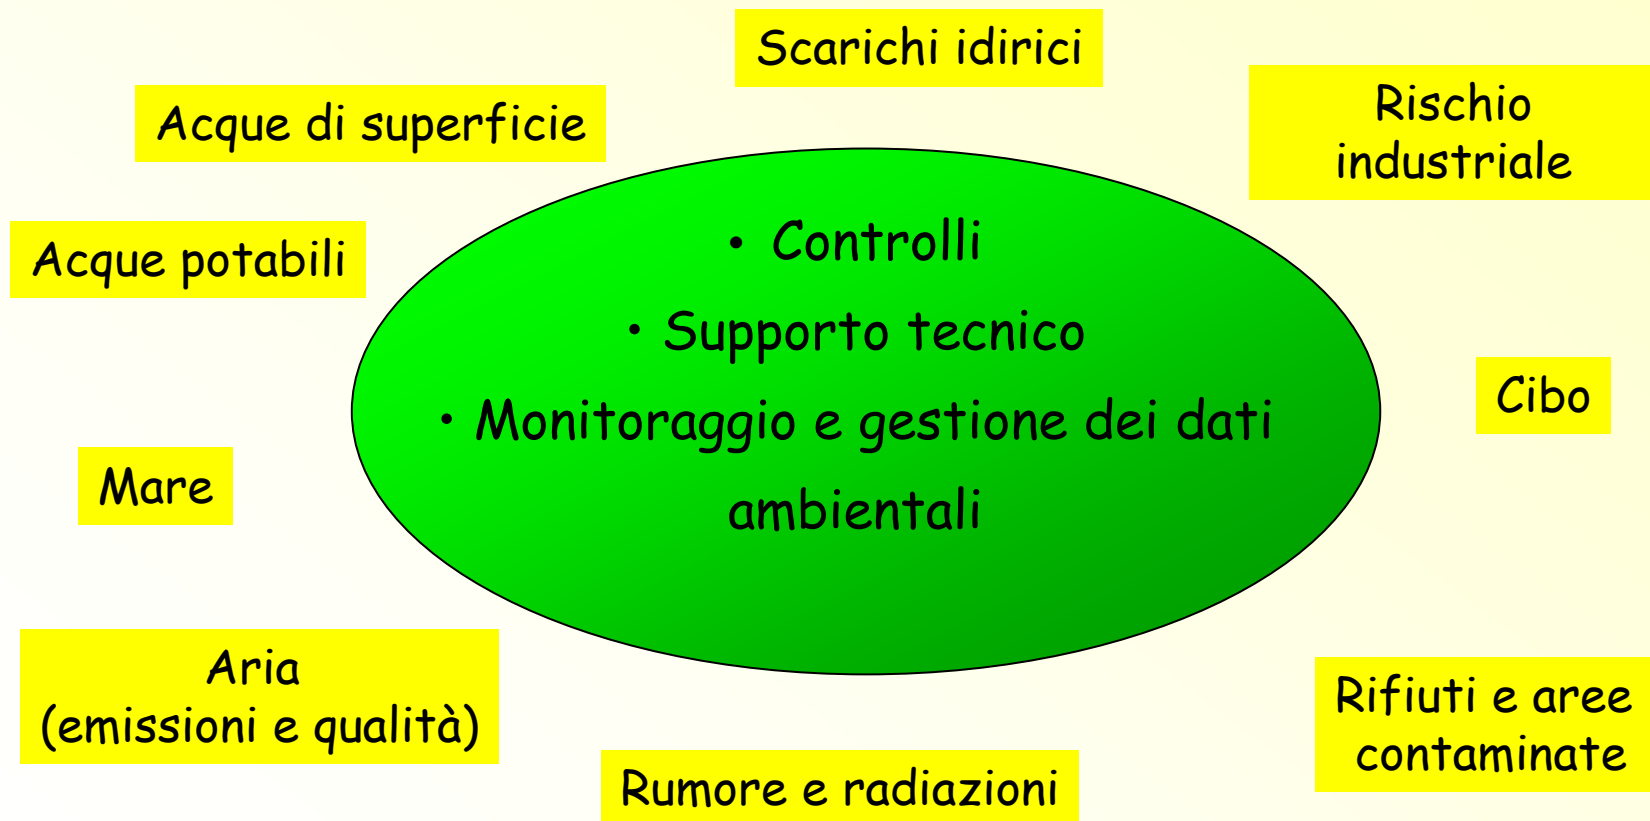 Scarichi idirici
Acque di superficie
Rischio
industriale
Acque potabili
• Controlli
• Supporto tecnico
• Monitoraggio e gestione dei dati
ambientali
Cibo
Mare
Aria
(emissioni e qualità)
Rifiuti e aree
contaminate
Rumore e radiazioni